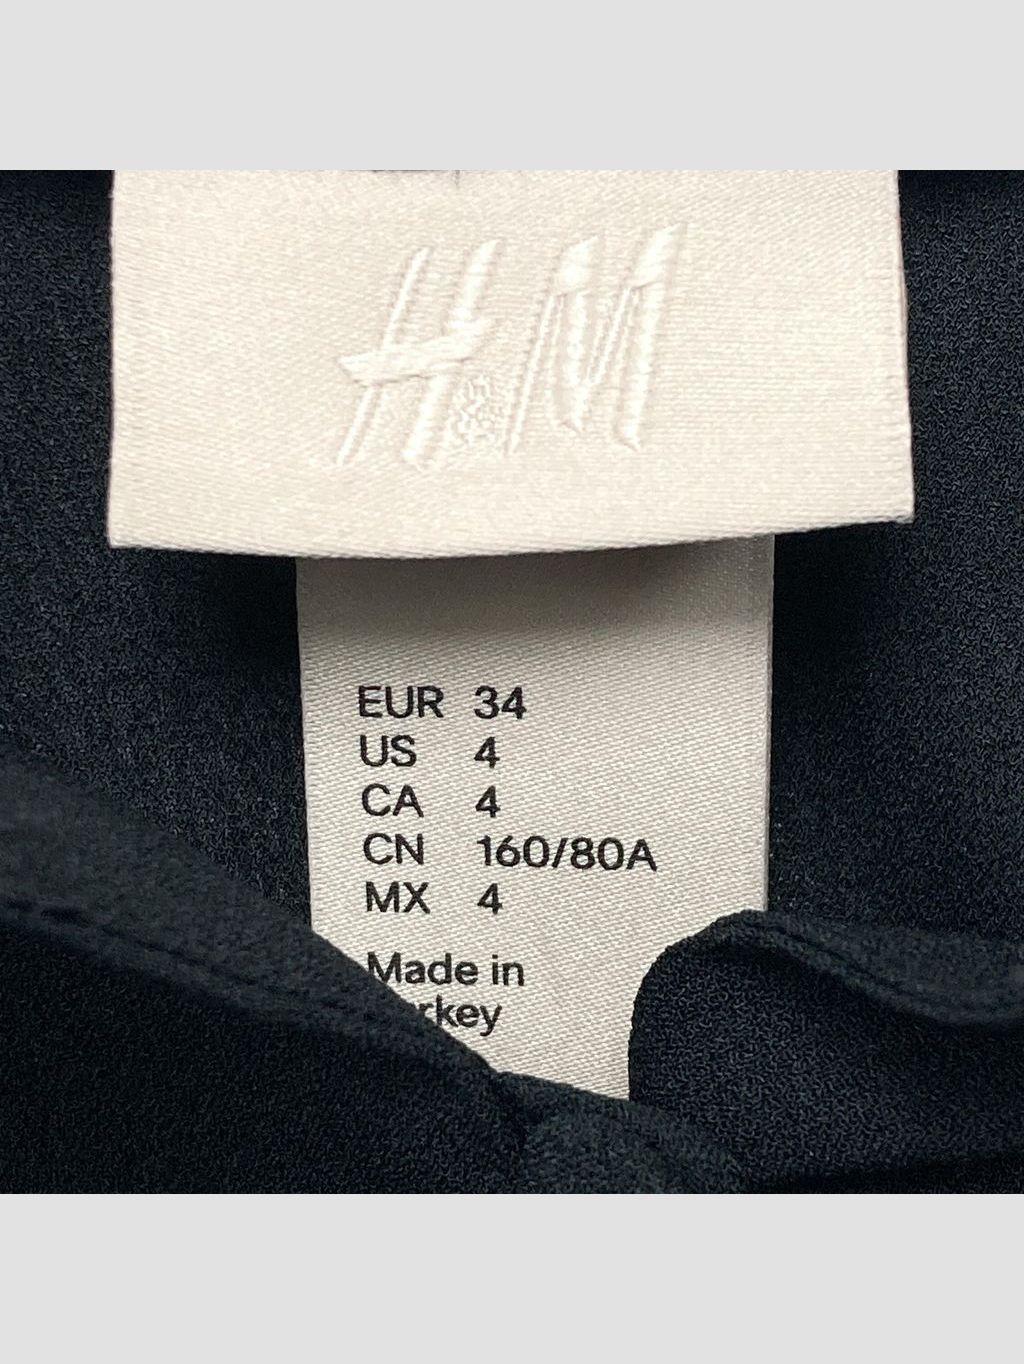 H&M
EUR 34
US 4
CA 4
CN 160/80A
MX 4
Made in